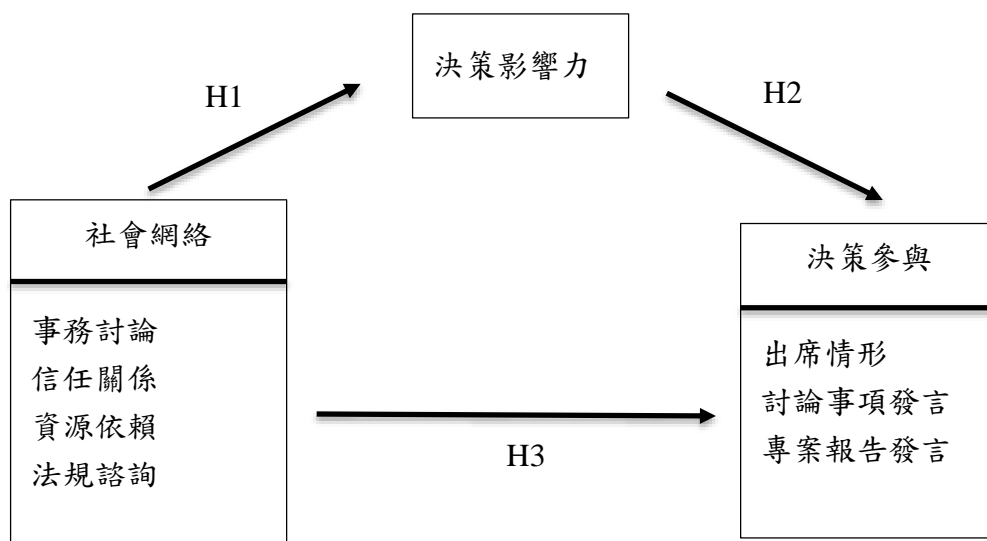 決策影響力
H1
H2
社會網絡
事務討論
信任關係
資源依賴
法規諮詢
決策參與
出席情形
討論事項發言
專案報告發言
H3